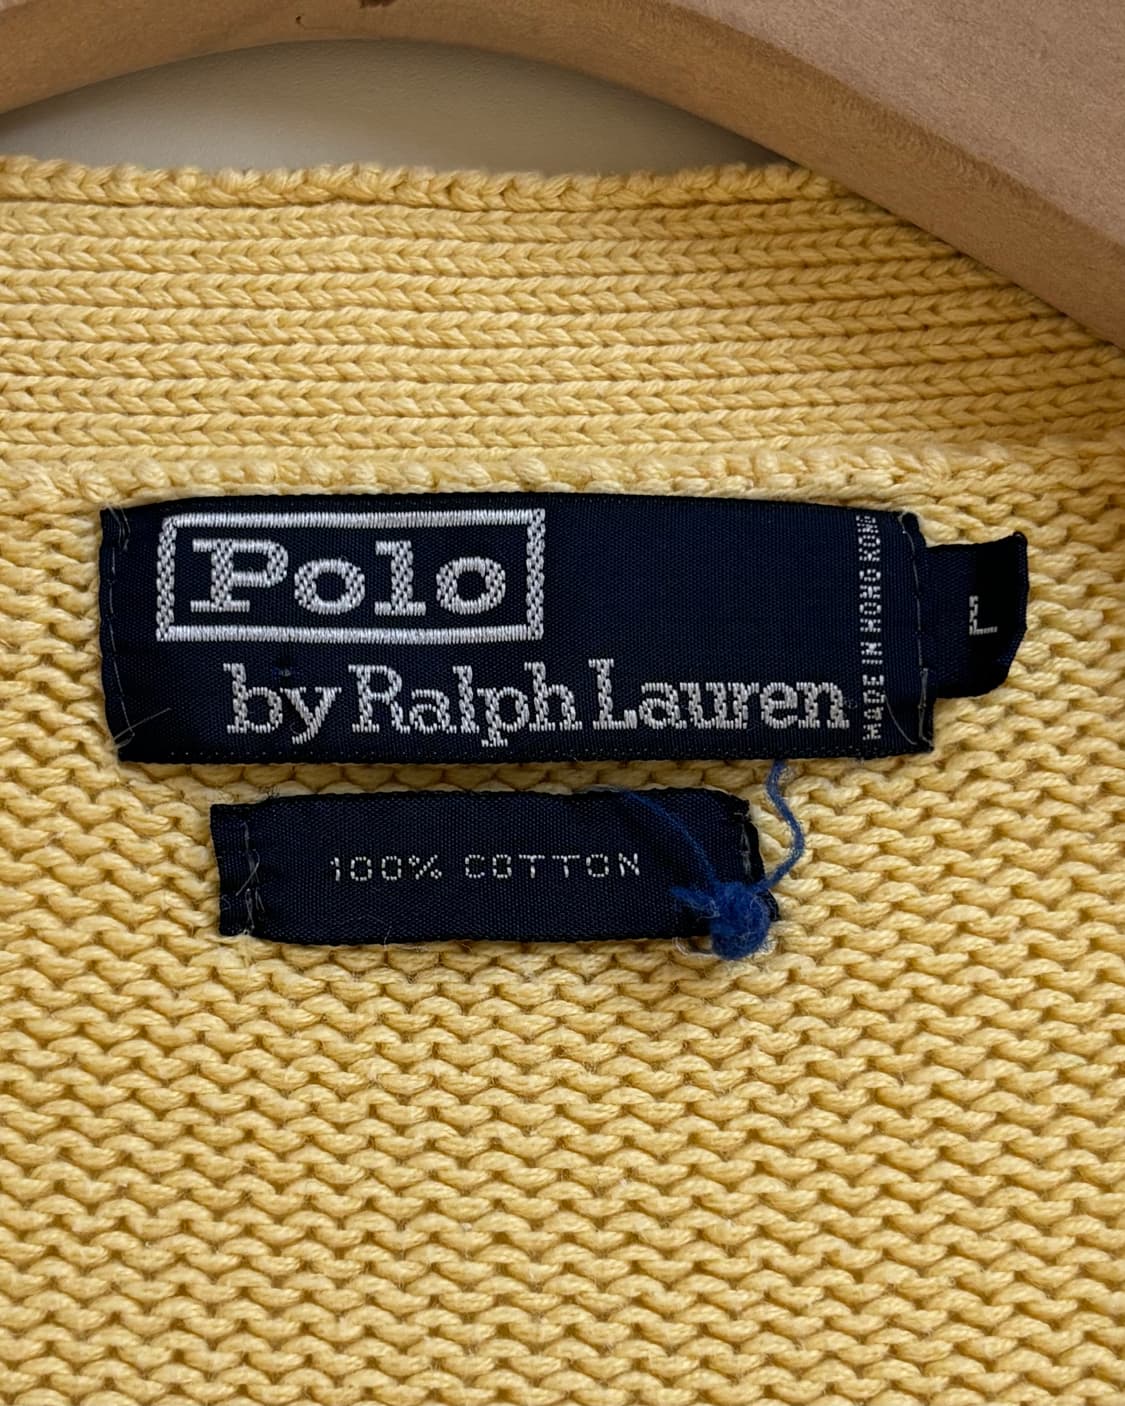 Polo
by Ralph Lauren
MADE IN HONG KONG
L
100% COTTON